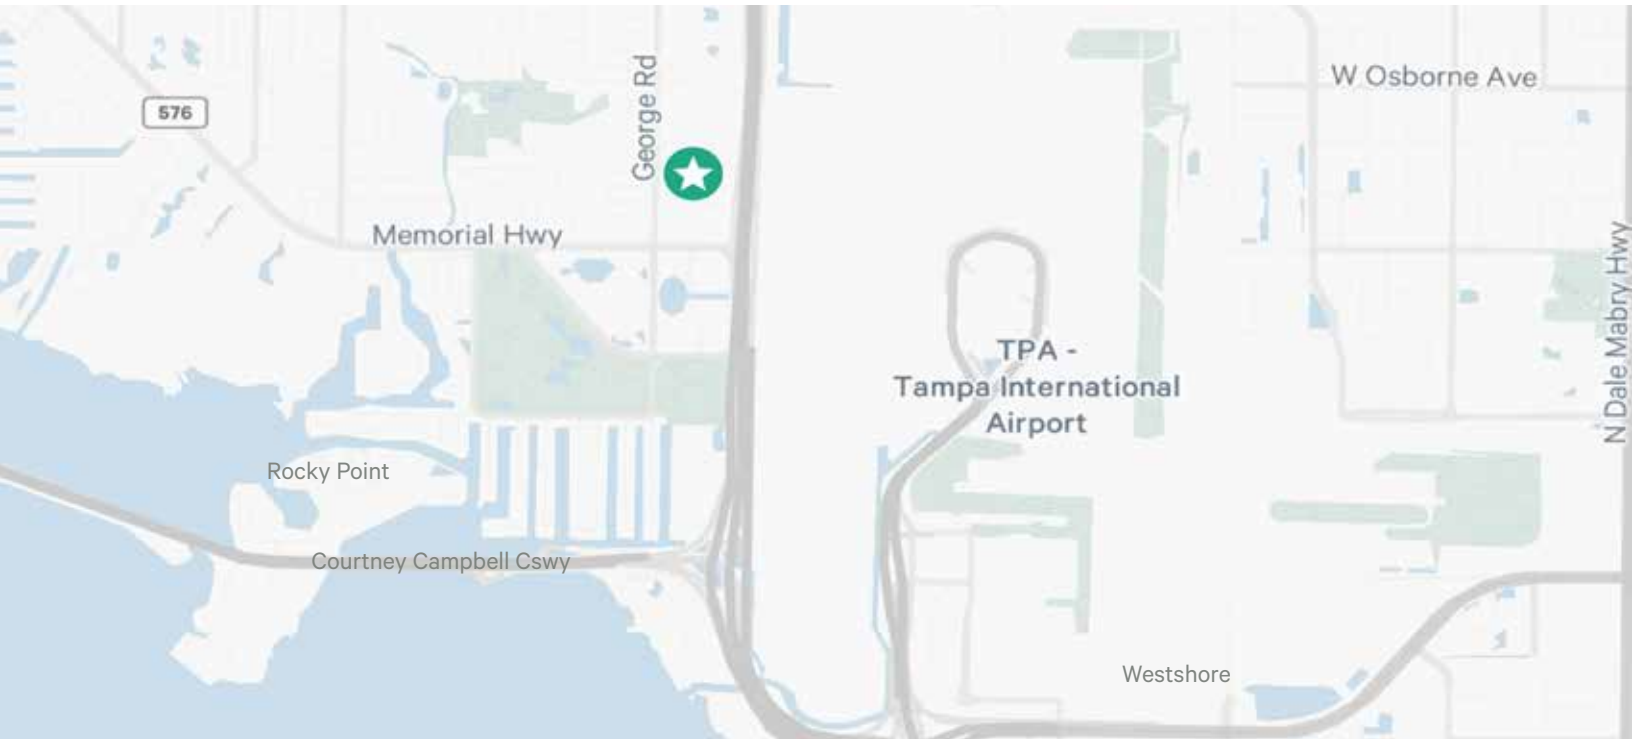 W Osborne Ave
George Rd
576
Memorial Hwy
N Dale Mabry Hwy
TPA -
Tampa International
Airport
Rocky Point
Courtney Campbell Cswy
Westshore